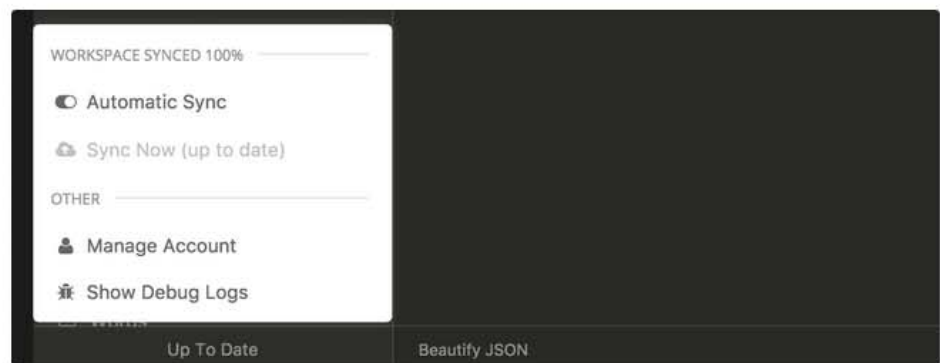 WORKSPACE SYNCED 100%
Automatic Sync
Sync Now (up to date)
OTHER
Manage Account
Show Debug Logs
Up To Date
Beautify JSON